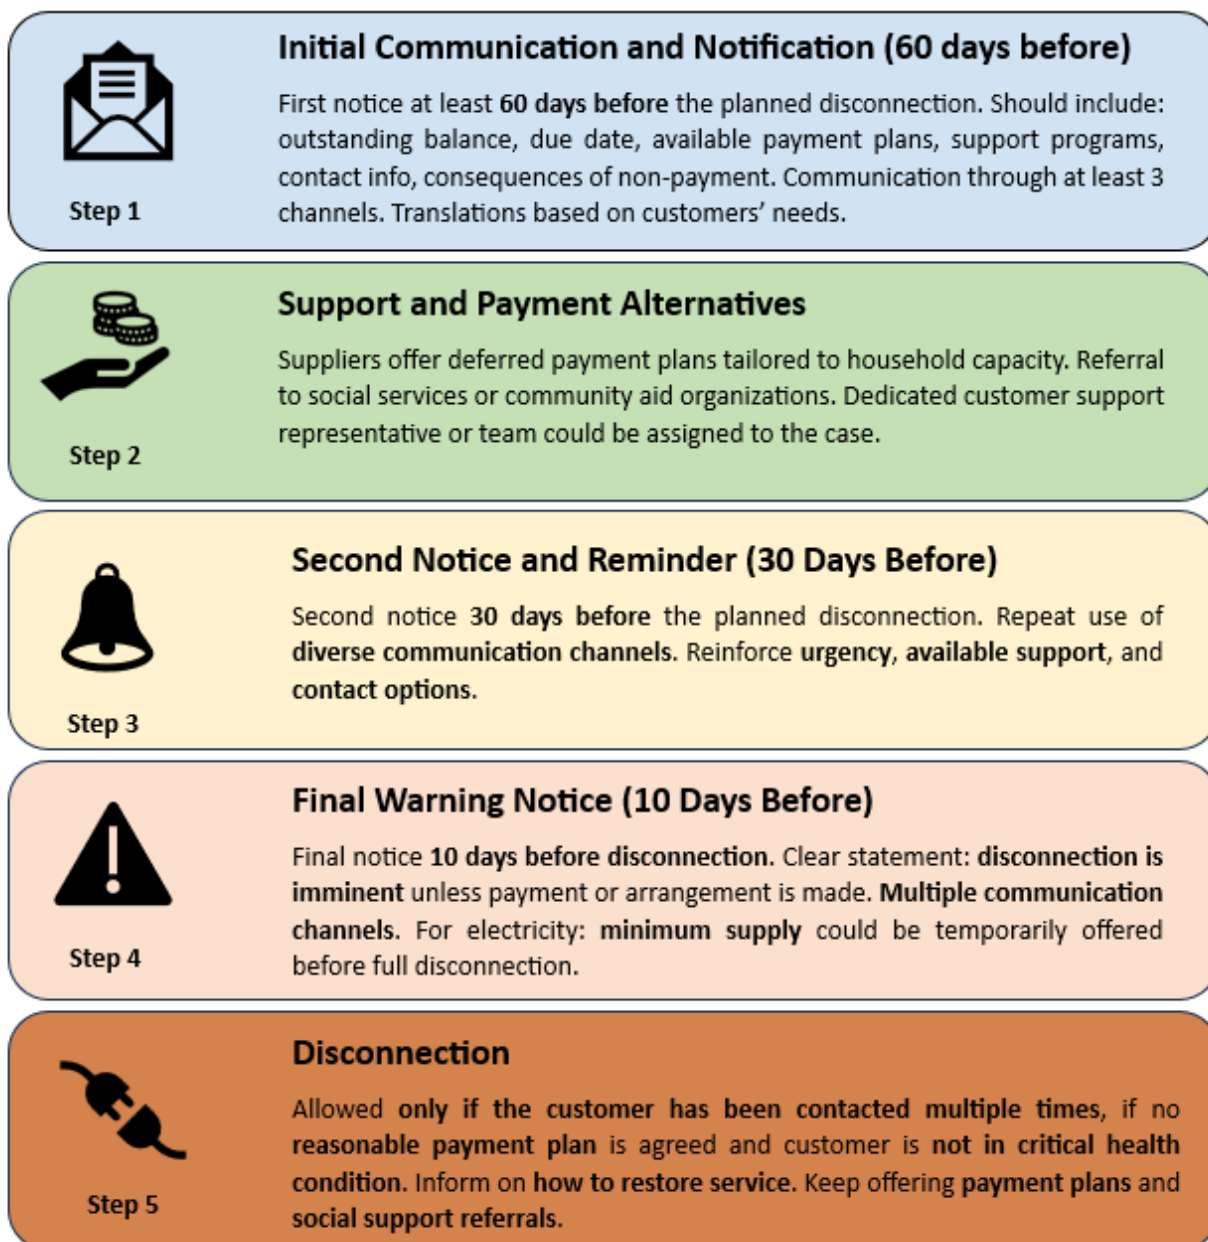 Initial Communication and Notification (60 days before)
First notice at least 60 days before the planned disconnection. Should include:
outstanding balance, due date, available payment plans, support programs,
contact info, consequences of non-payment. Communication through at least 3
channels. Translations based on customers’ needs.
Step 1
Support and Payment Alternatives
Suppliers offer deferred payment plans tailored to household capacity. Referral
to social services or community aid organizations. Dedicated customer support
representative or team could be assigned to the case.
Step 2
Second Notice and Reminder (30 Days Before)
Second notice 30 days before the planned disconnection. Repeat use of
diverse communication channels. Reinforce urgency, available support, and
contact options.
Step 3
Final Warning Notice (10 Days Before)
Final notice 10 days before disconnection. Clear statement: disconnection is
imminent unless payment or arrangement is made. Multiple communication
channels. For electricity: minimum supply could be temporarily offered
before full disconnection.
Step 4
Disconnection
Allowed only if the customer has been contacted multiple times, if no
reasonable payment plan is agreed and customer is not in critical health
condition. Inform on how to restore service. Keep offering payment plans and
social support referrals.
Step 5